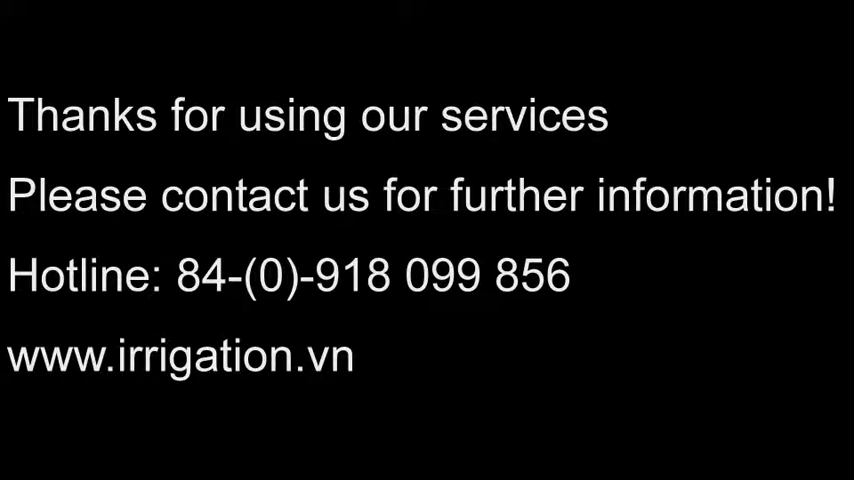 Thanks for using our services
Please contact us for further information!
Hotline: 84-(0)-918 099 856
www.irrigation.vn